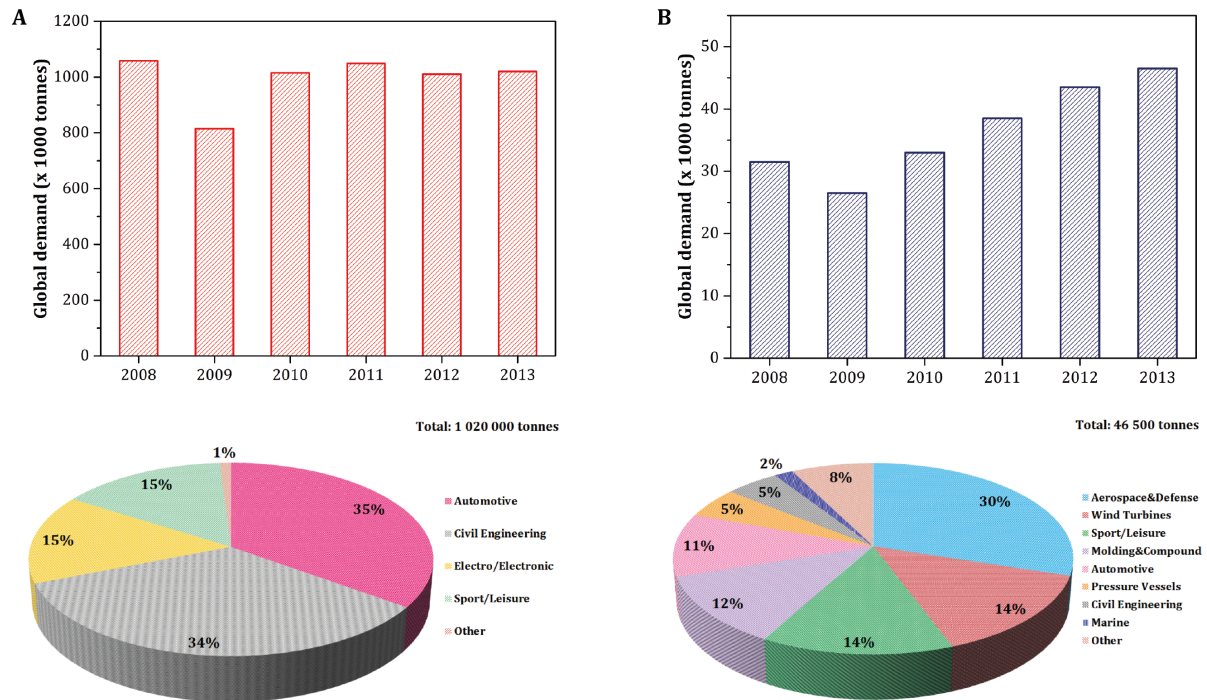 A
Global demand (x 1000 tonnes)
1200
1000
800
600
400
200
0
2008 2009 2010 2011 2012 2013
Total: 1 020 000 tonnes
1%
15%
35%
15%
34%
Automotive
Civil Engineering
Electro/Electronic
Sport/Leisure
Other
B
Global demand (x 1000 tonnes)
50
40
30
20
10
0
2008 2009 2010 2011 2012 2013
Total: 46 500 tonnes
2%
8%
5%
30%
5%
11%
12%
14%
14%
Aerospace&Defense
Wind Turbines
Sport/Leisure
Molding&Compound
Automotive
Pressure Vessels
Civil Engineering
Marine
Other